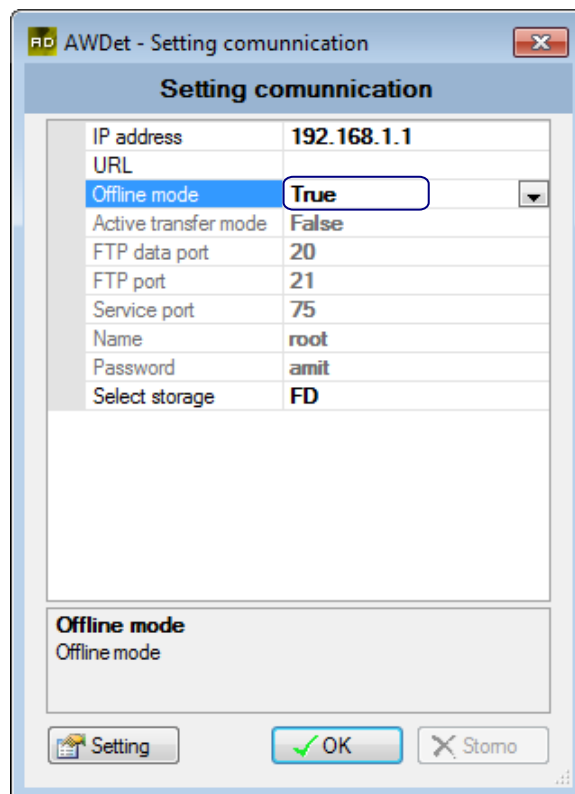 AD AWDet - Setting comunnication
Setting comunnication
IP address 192.168.1.1
URL
Offline mode True
Active transfer mode False
FTP data port 20
FTP port 21
Service port 75
Name root
Password amit
Select storage FD
Offline mode
Offline mode
Setting OK Stomo